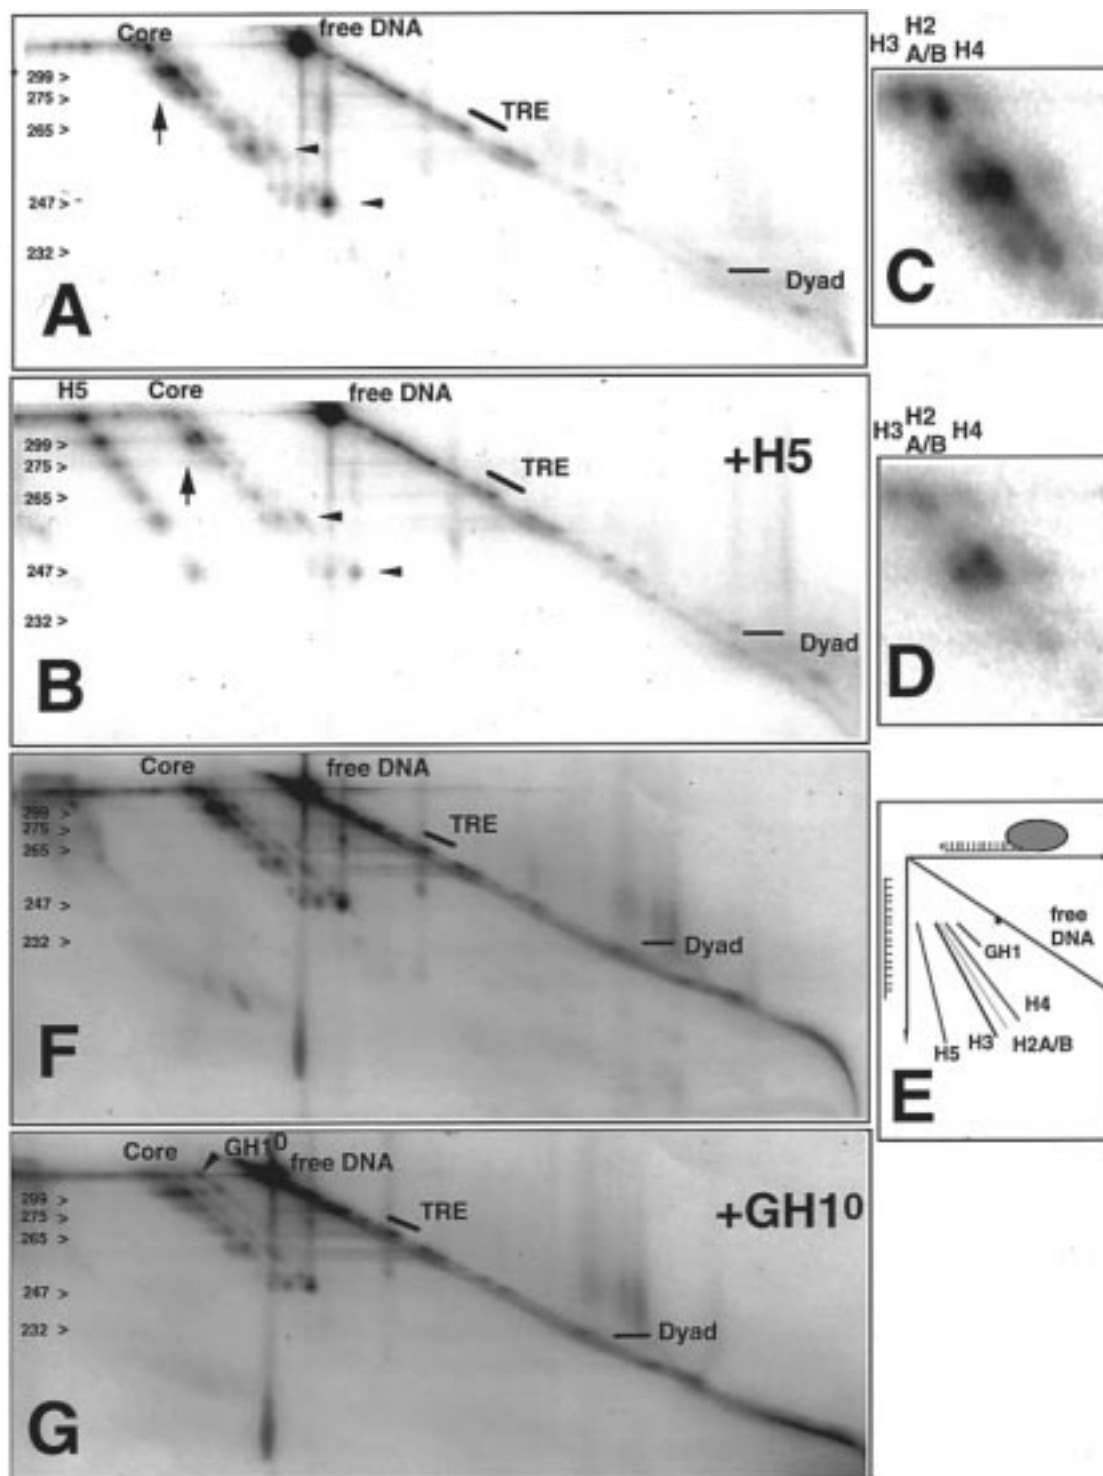 Core
free DNA
299 >
275 >
265 >
247 >
232 >
TRE
Dyad
A
H3
H2
A/B
H4
C
H5
Core
free DNA
299 >
275 >
265 >
247 >
232 >
TRE
+H5
Dyad
B
H3
H2
A/B
H4
D
Core
free DNA
299 >
275 >
265 >
247 >
232 >
TRE
Dyad
F
free
DNA
GH1
H4
H2A/B
H3
H5
E
Core
GH1⁰
free DNA
299 >
275 >
265 >
247 >
232 >
TRE
+GH1⁰
Dyad
G